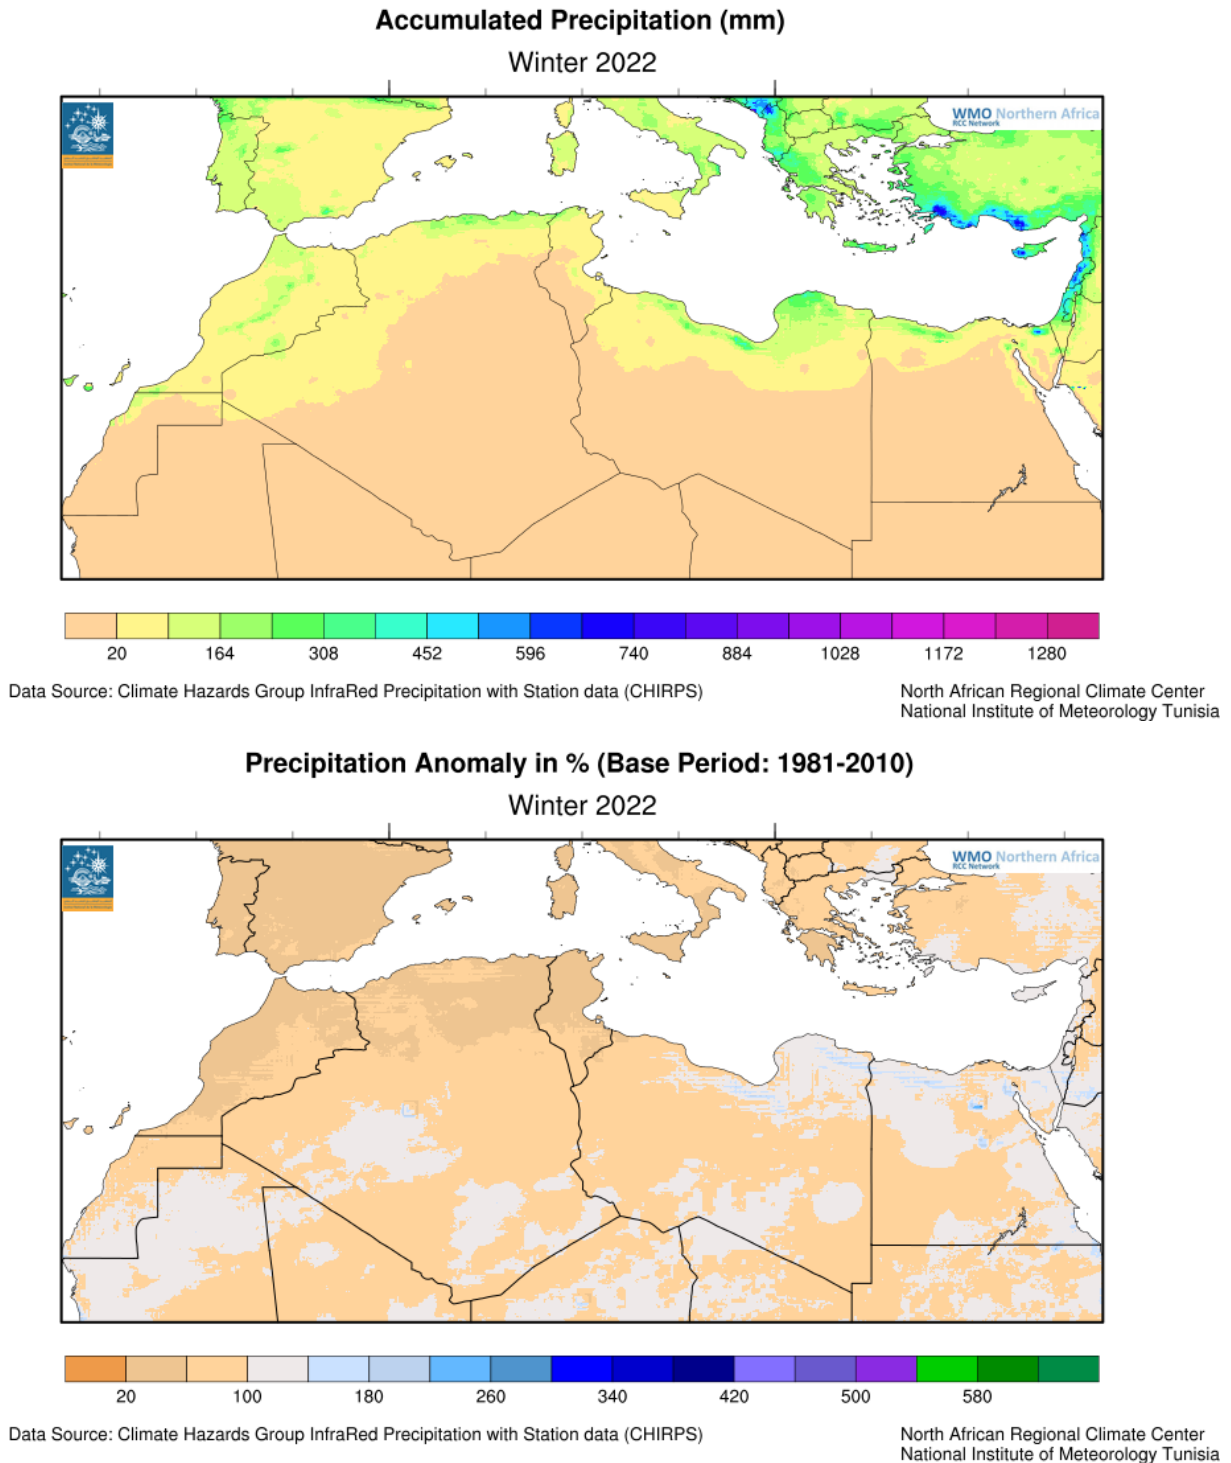 Accumulated Precipitation (mm)
Winter 2022
WMO Northern Africa
RCC Network
20 164 308 452 596 740 884 1028 1172 1280
Data Source: Climate Hazards Group InfraRed Precipitation with Station data (CHIRPS)
North African Regional Climate Center
National Institute of Meteorology Tunisia
Precipitation Anomaly in % (Base Period: 1981-2010)
Winter 2022
WMO Northern Africa
RCC Network
20 100 180 260 340 420 500 580
Data Source: Climate Hazards Group InfraRed Precipitation with Station data (CHIRPS)
North African Regional Climate Center
National Institute of Meteorology Tunisia